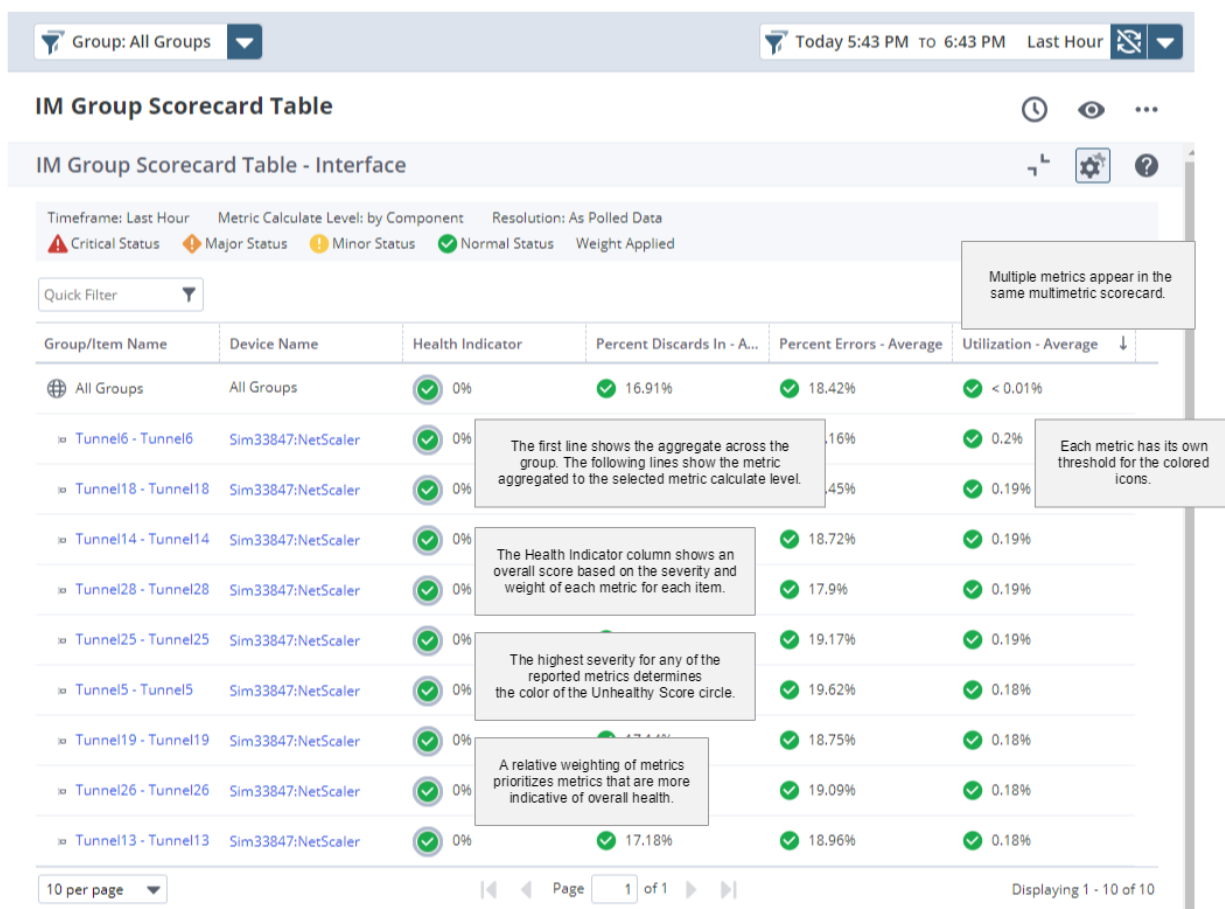 Group: All Groups
Today 5:43 PM TO 6:43 PM Last Hour
IM Group Scorecard Table
IM Group Scorecard Table - Interface
Timeframe: Last Hour Metric Calculate Level: by Component Resolution: As Polled Data
Critical Status Major Status Minor Status Normal Status Weight Applied
Multiple metrics appear in the
same multimetric scorecard.
Quick Filter
Group/Item Name Device Name Health Indicator Percent Discards In - A... Percent Errors - Average Utilization - Average
All Groups All Groups 0% 16.91% 18.42% < 0.01%
Tunnel6 - Tunnel6 Sim33847:NetScaler 0% .16% 0.2%
The first line shows the aggregate across the
group. The following lines show the metric
aggregated to the selected metric calculate level.
Each metric has its own
threshold for the colored
icons.
Tunnel18 - Tunnel18 Sim33847:NetScaler 0% .45% 0.19%
Tunnel14 - Tunnel14 Sim33847:NetScaler 0% 18.72% 0.19%
The Health Indicator column shows an
overall score based on the severity and
weight of each metric for each item.
Tunnel28 - Tunnel28 Sim33847:NetScaler 0% 17.9% 0.19%
Tunnel25 - Tunnel25 Sim33847:NetScaler 0% 19.17% 0.19%
The highest severity for any of the
reported metrics determines
the color of the Unhealthy Score circle.
Tunnel5 - Tunnel5 Sim33847:NetScaler 0% 19.62% 0.18%
Tunnel19 - Tunnel19 Sim33847:NetScaler 0% 18.75% 0.18%
A relative weighting of metrics
prioritizes metrics that are more
indicative of overall health.
Tunnel26 - Tunnel26 Sim33847:NetScaler 0% 19.09% 0.18%
Tunnel13 - Tunnel13 Sim33847:NetScaler 0% 17.18% 18.96% 0.18%
10 per page Page 1 of 1 Displaying 1 - 10 of 10